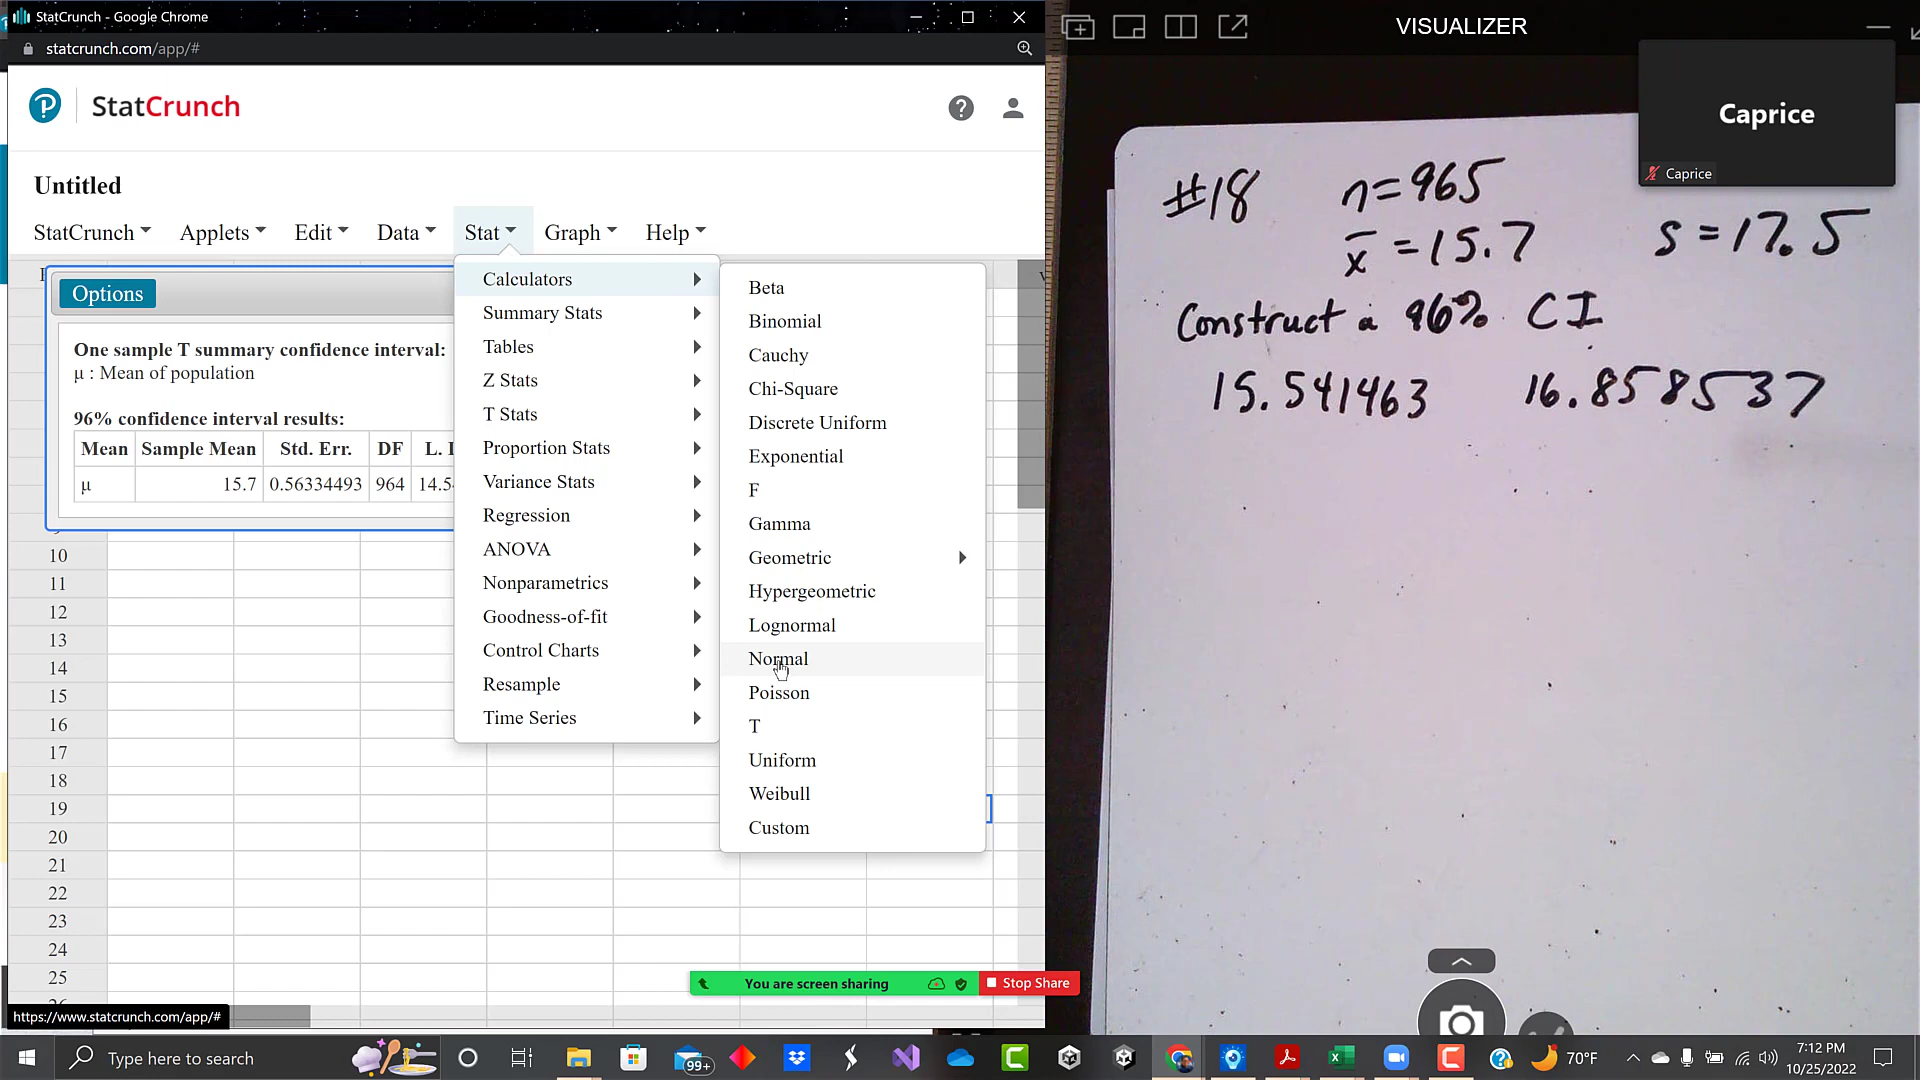 StatCrunch - Google Chrome
statcrunch.com/app/#
StatCrunch
Untitled
StatCrunch Applets Edit Data Stat Graph Help
Options
One sample T summary confidence interval:
μ : Mean of population
96% confidence interval results:
Mean Sample Mean Std. Err. DF L.
μ 15.7 0.56334493 964 14.5
10
11
12
13
14
15
16
17
18
19
20
21
22
23
24
25
Calculators
Summary Stats
Tables
Z Stats
T Stats
Proportion Stats
Variance Stats
Regression
ANOVA
Nonparametrics
Goodness-of-fit
Control Charts
Resample
Time Series
Beta
Binomial
Cauchy
Chi-Square
Discrete Uniform
Exponential
F
Gamma
Geometric
Hypergeometric
Lognormal
Normal
Poisson
T
Uniform
Weibull
Custom
You are screen sharing Stop Share
https://www.statcrunch.com/app/#
VISUALIZER
Caprice
Caprice
#18 n=965
x̄ =15.7 s=17.5
Construct a 96% CI
15.541463 16.858537
Type here to search
99+
70°F
7:12 PM
10/25/2022